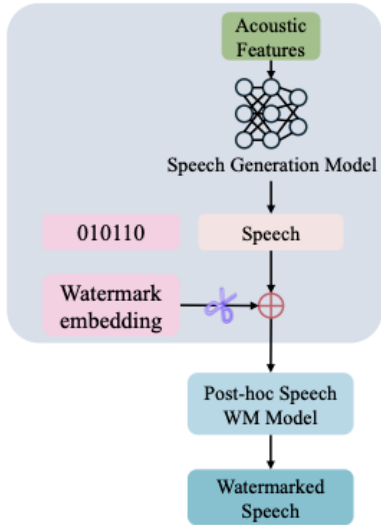 Acoustic
Features
Speech Generation Model
010110
Speech
Watermark
embedding
Post-hoc Speech
WM Model
Watermarked
Speech